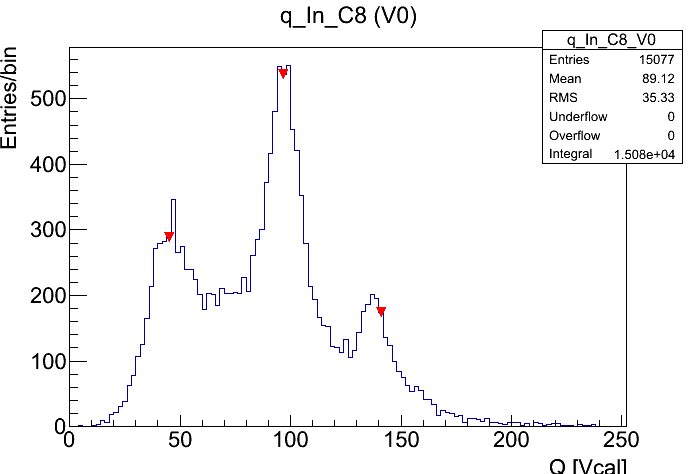 q_In_C8 (V0)
q_In_C8_V0
Entries 15077
Mean 89.12
RMS 35.33
Underflow 0
Overflow 0
Integral 1.508e+04
Entries/bin
500
400
300
200
100
0
0 50 100 150 200 250
Q [Vcal]